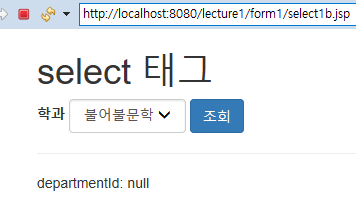 http://localhost:8080/lecture1/form1/select1b.jsp
select 태그
학과 불어불문학 조회
departmentId: null